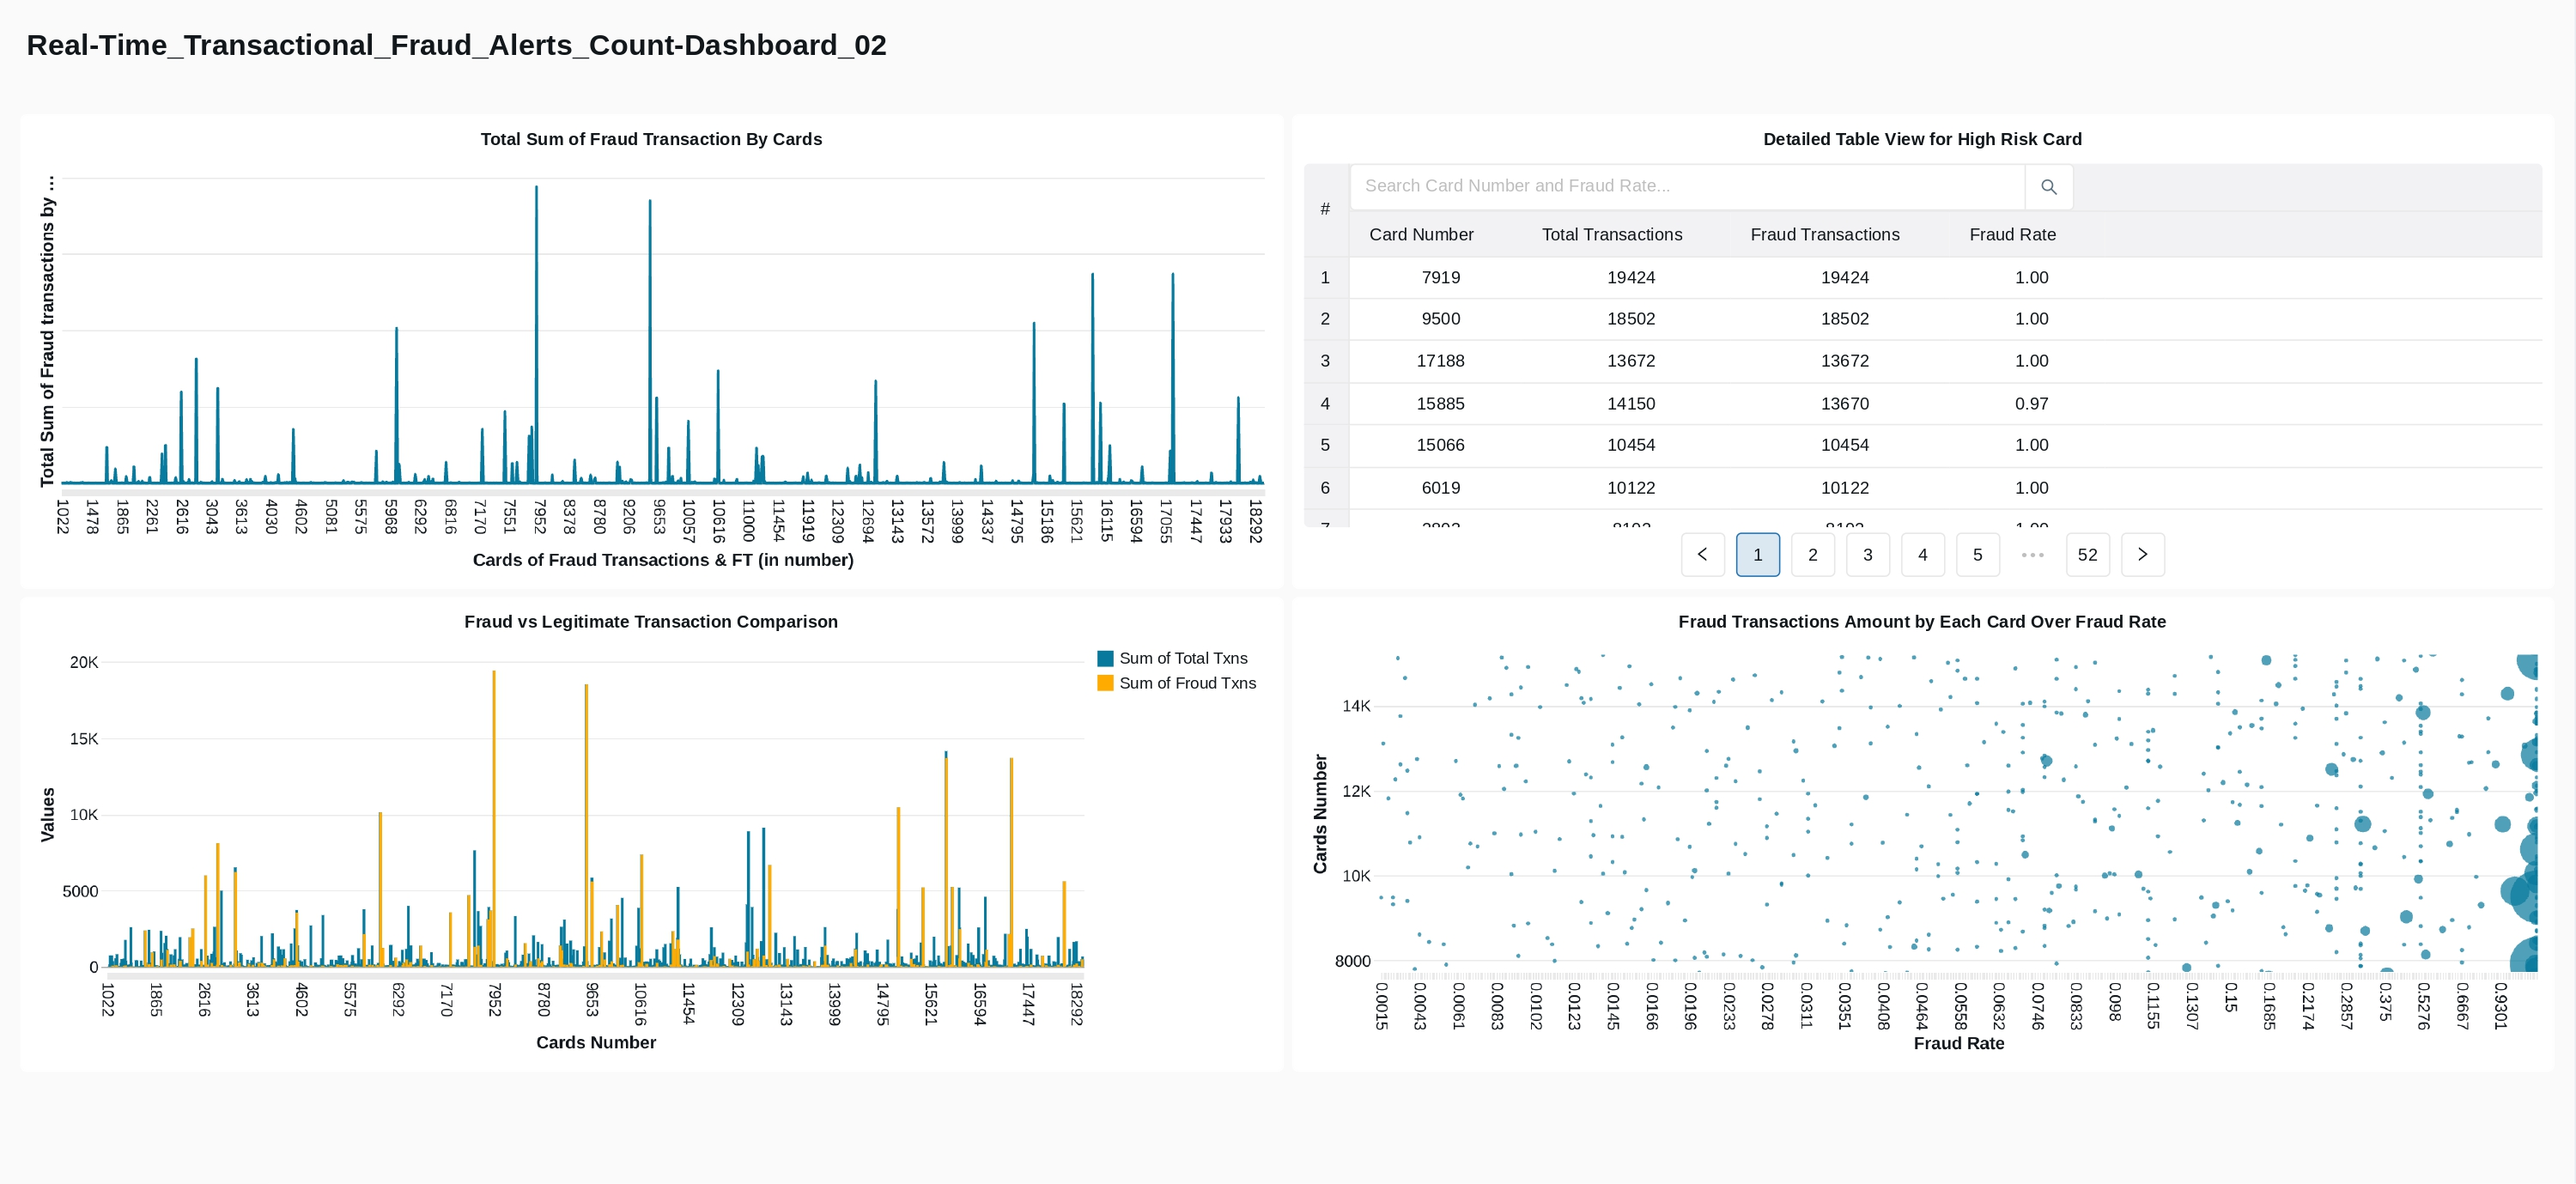 Real-Time_Transactional_Fraud_Alerts_Count-Dashboard_02
Total Sum of Fraud Transaction By Cards
Total Sum of Fraud transactions by ...
1022 1478 1865 2261 2616 3043 3613 4030 4602 5081 5575 5968 6292 6816 7170 7551 7952 8378 8780 9206 9653 10057 10616 11000 11454 11919 12309 12694 13143 13572 13999 14337 14795 15186 15621 16115 16594 17055 17447 17933 18292
Cards of Fraud Transactions & FT (in number)
Detailed Table View for High Risk Card
Search Card Number and Fraud Rate...
#
Card Number Total Transactions Fraud Transactions Fraud Rate
1 7919 19424 19424 1.00
2 9500 18502 18502 1.00
3 17188 13672 13672 1.00
4 15885 14150 13670 0.97
5 15066 10454 10454 1.00
6 6019 10122 10122 1.00
1 2 3 4 5 ••• 52
Fraud vs Legitimate Transaction Comparison
Sum of Total Txns
Sum of Froud Txns
Values
20K
15K
10K
5000
0
1022 1865 2616 3613 4602 5575 6292 7170 7952 8780 9653 10616 11454 12309 13143 13999 14795 15621 16594 17447 18292
Cards Number
Fraud Transactions Amount by Each Card Over Fraud Rate
Cards Number
14K
12K
10K
8000
0.0015 0.0043 0.0061 0.0083 0.0102 0.0123 0.0145 0.0166 0.0196 0.0233 0.0278 0.0311 0.0351 0.0408 0.0464 0.0558 0.0632 0.0746 0.0833 0.098 0.1155 0.1307 0.15 0.1685 0.2174 0.2857 0.375 0.5276 0.6667 0.9301
Fraud Rate